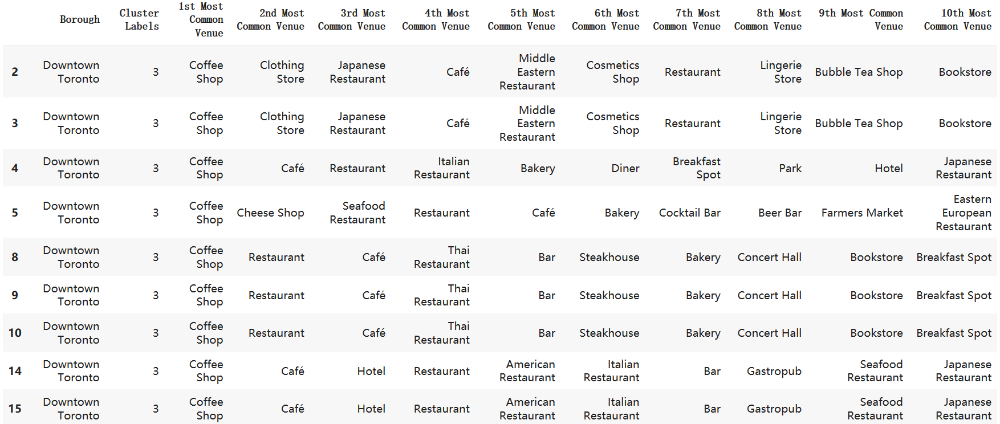 Borough Cluster Labels 1st Most Common Venue 2nd Most Common Venue 3rd Most Common Venue 4th Most Common Venue 5th Most Common Venue 6th Most Common Venue 7th Most Common Venue 8th Most Common Venue 9th Most Common Venue 10th Most Common Venue
2 Downtown Toronto 3 Coffee Shop Clothing Store Japanese Restaurant Café Middle Eastern Restaurant Cosmetics Shop Restaurant Lingerie Store Bubble Tea Shop Bookstore
3 Downtown Toronto 3 Coffee Shop Clothing Store Japanese Restaurant Café Middle Eastern Restaurant Cosmetics Shop Restaurant Lingerie Store Bubble Tea Shop Bookstore
4 Downtown Toronto 3 Coffee Shop Café Restaurant Italian Restaurant Bakery Diner Breakfast Spot Park Hotel Japanese Restaurant
5 Downtown Toronto 3 Coffee Shop Cheese Shop Seafood Restaurant Restaurant Café Bakery Cocktail Bar Beer Bar Farmers Market Eastern European Restaurant
8 Downtown Toronto 3 Coffee Shop Restaurant Café Thai Restaurant Bar Steakhouse Bakery Concert Hall Bookstore Breakfast Spot
9 Downtown Toronto 3 Coffee Shop Restaurant Café Thai Restaurant Bar Steakhouse Bakery Concert Hall Bookstore Breakfast Spot
10 Downtown Toronto 3 Coffee Shop Restaurant Café Thai Restaurant Bar Steakhouse Bakery Concert Hall Bookstore Breakfast Spot
14 Downtown Toronto 3 Coffee Shop Café Hotel Restaurant American Restaurant Italian Restaurant Bar Gastropub Seafood Restaurant Japanese Restaurant
15 Downtown Toronto 3 Coffee Shop Café Hotel Restaurant American Restaurant Italian Restaurant Bar Gastropub Seafood Restaurant Japanese Restaurant